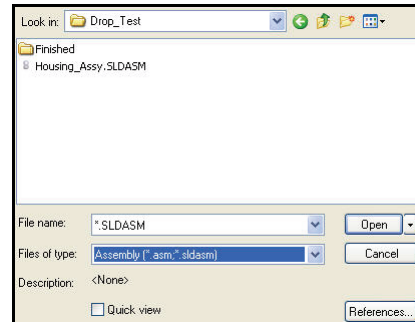 Look in: Drop_Test
Finished
Housing_Assy.SLDASM
File name: *.SLDASM Open
Files of type: Assembly (*.asm;*.sldasm) Cancel
Description: <None>
Quick view References...